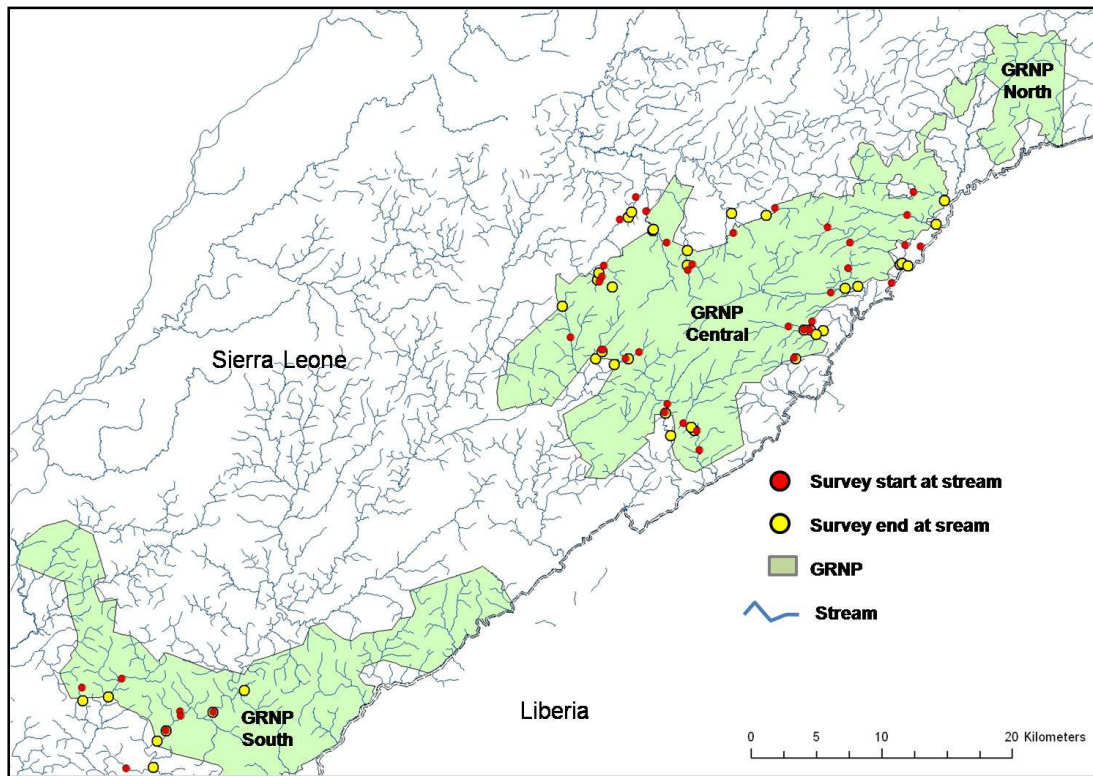 GRNP
North
GRNP
Central
Sierra Leone
Survey start at stream
Survey end at sream
GRNP
Stream
GRNP
South
Liberia
0 5 10 20 Kilometers